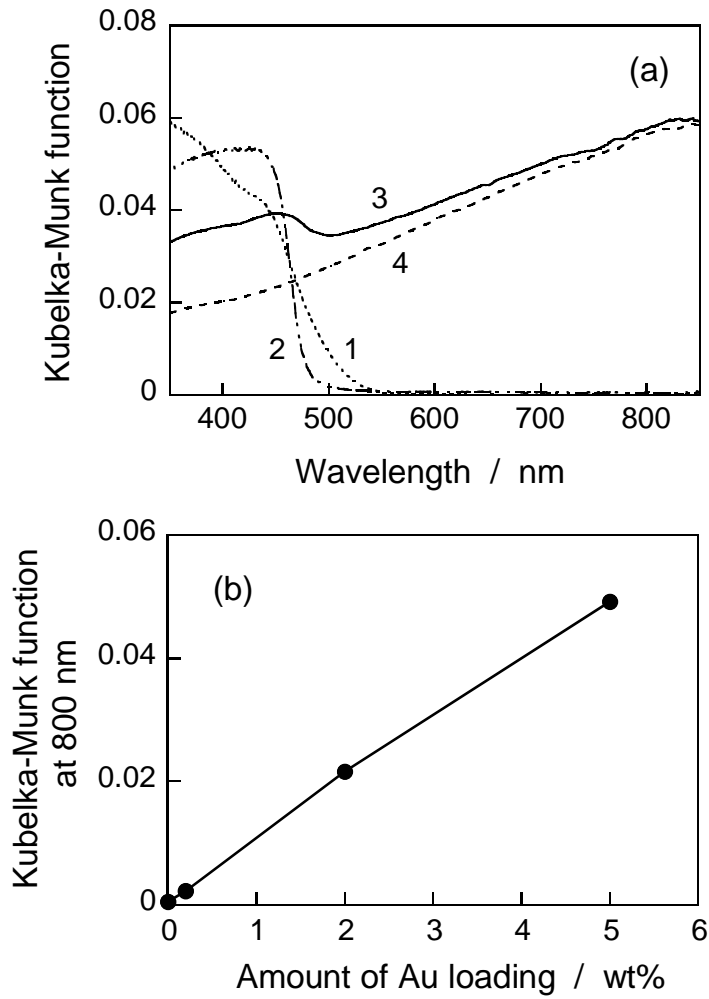 0.08
(a)
0.06
0.04
0.02
0
Kubelka-Munk function
3
4
2
1
400 500 600 700 800
Wavelength / nm
0.06
(b)
0.04
0.02
0
Kubelka-Munk function
at 800 nm
0 1 2 3 4 5 6
Amount of Au loading / wt%